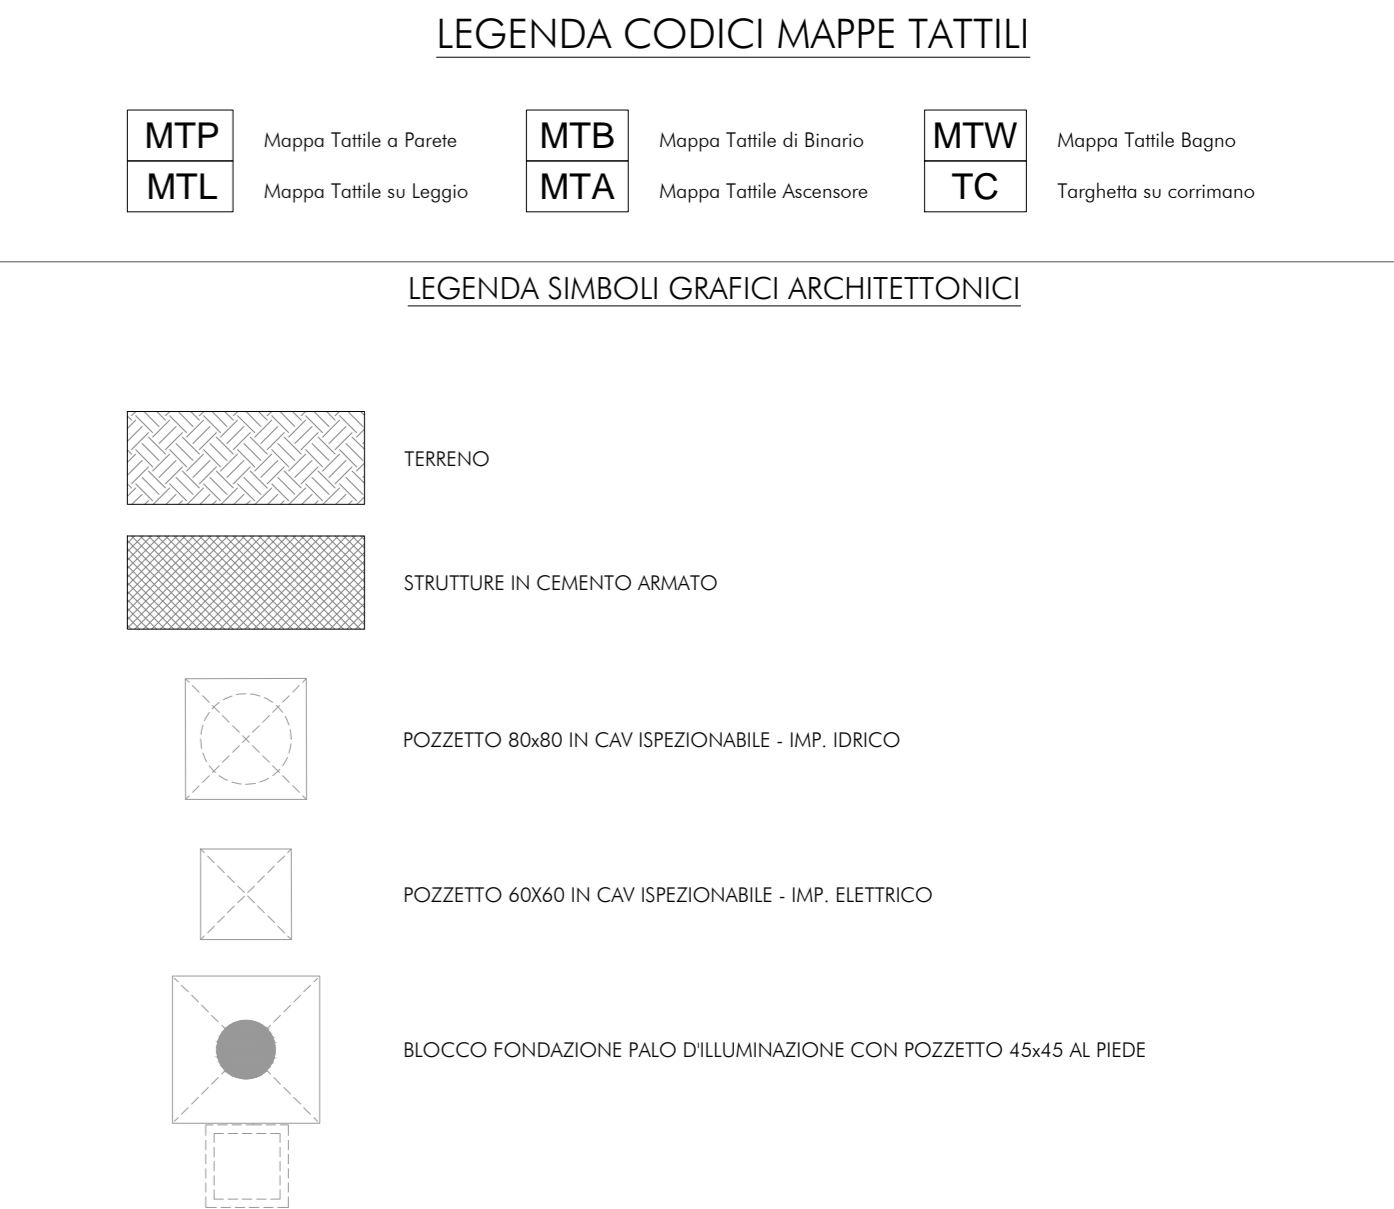 LEGENDA CODICI MAPPE TATTILI
MTP Mappa Tattile a Parete MTB Mappa Tattile di Binario MTW Mappa Tattile Bagno
MTL Mappa Tattile su Leggio MTA Mappa Tattile Ascensore TC Targhetta su corrimano
LEGENDA SIMBOLI GRAFICI ARCHITETTONICI
TERRENO
STRUTTURE IN CEMENTO ARMATO
POZZETTO 80x80 IN CAV ISPEZIONABILE - IMP. IDRICO
POZZETTO 60X60 IN CAV ISPEZIONABILE - IMP. ELETTRICO
BLOCCO FONDAZIONE PALO D'ILLUMINAZIONE CON POZZETTO 45x45 AL PIEDE